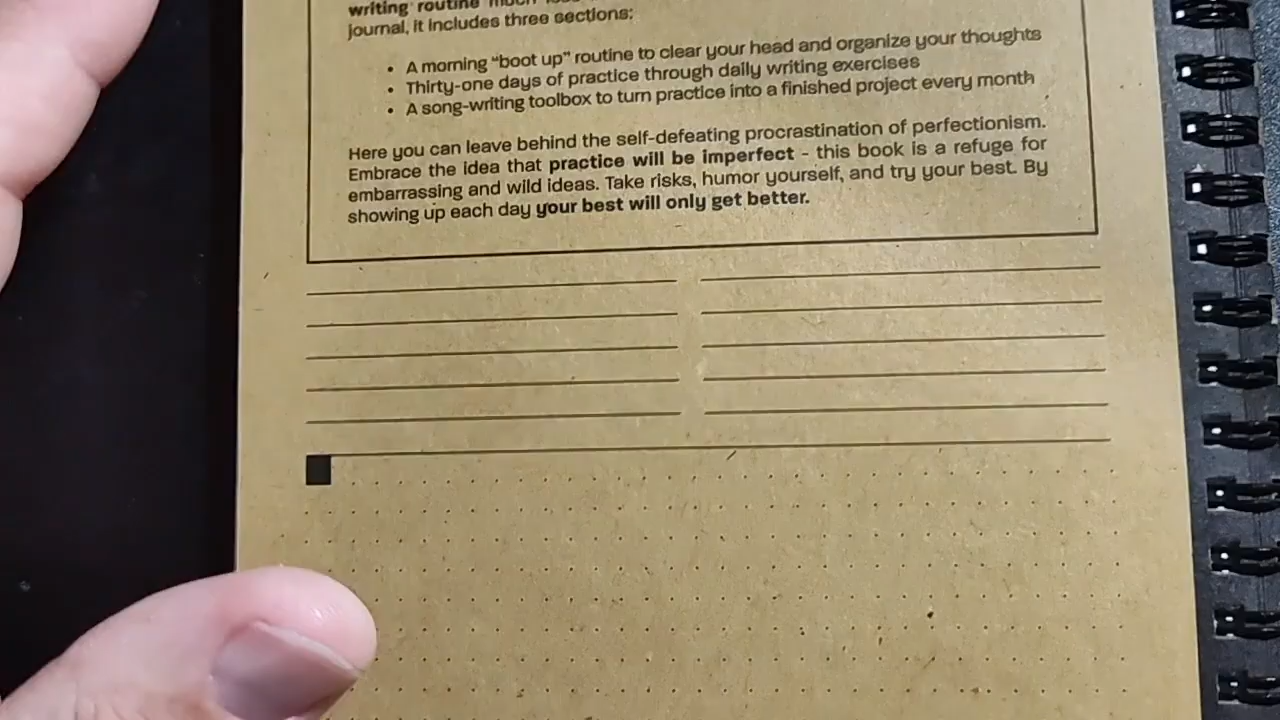 writing routine much
journal, it includes three sections:
• A morning “boot up” routine to clear your head and organize your thoughts
• Thirty-one days of practice through daily writing exercises
• A song-writing toolbox to turn practice into a finished project every month
Here you can leave behind the self-defeating procrastination of perfectionism.
Embrace the idea that practice will be imperfect - this book is a refuge for
embarrassing and wild ideas. Take risks, humor yourself, and try your best. By
showing up each day your best will only get better.